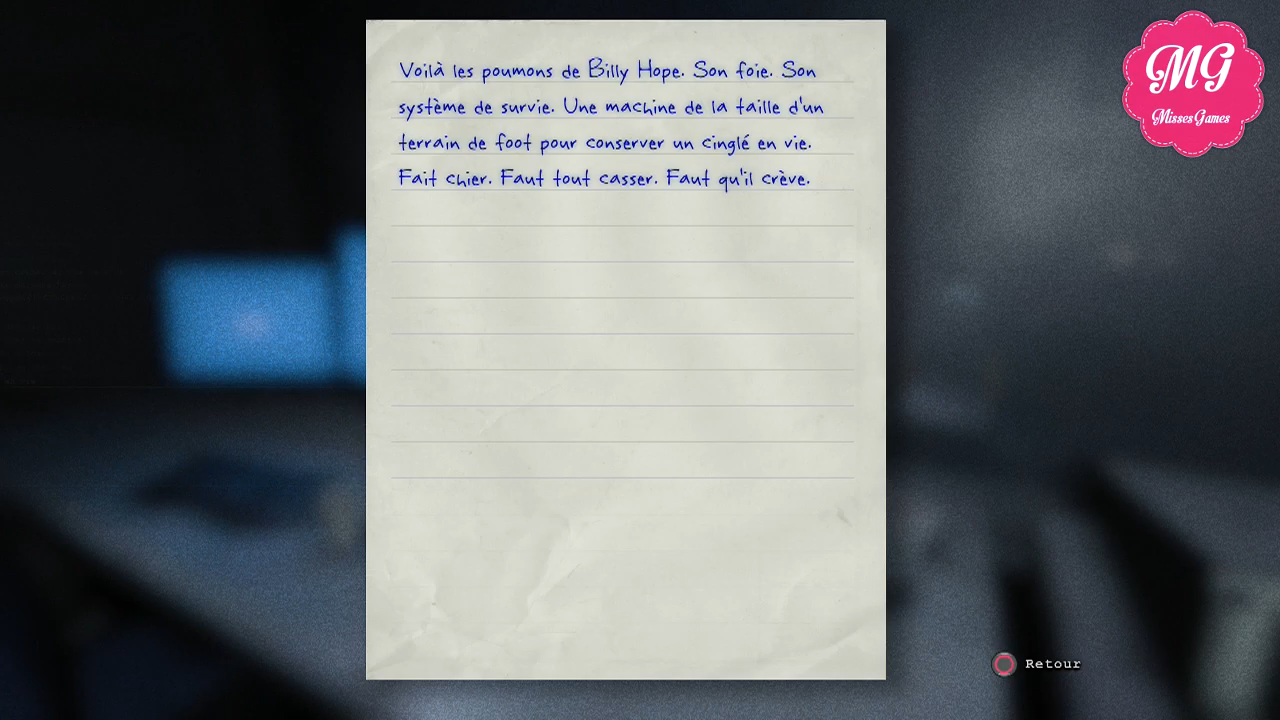 Voilà les poumons de Billy Hope. Son foie. Son
système de survie. Une machine de la taille d'un
terrain de foot pour conserver un cinglé en vie.
Fait chier. Faut tout casser. Faut qu'il crève.
MG
MissesGames
Retour